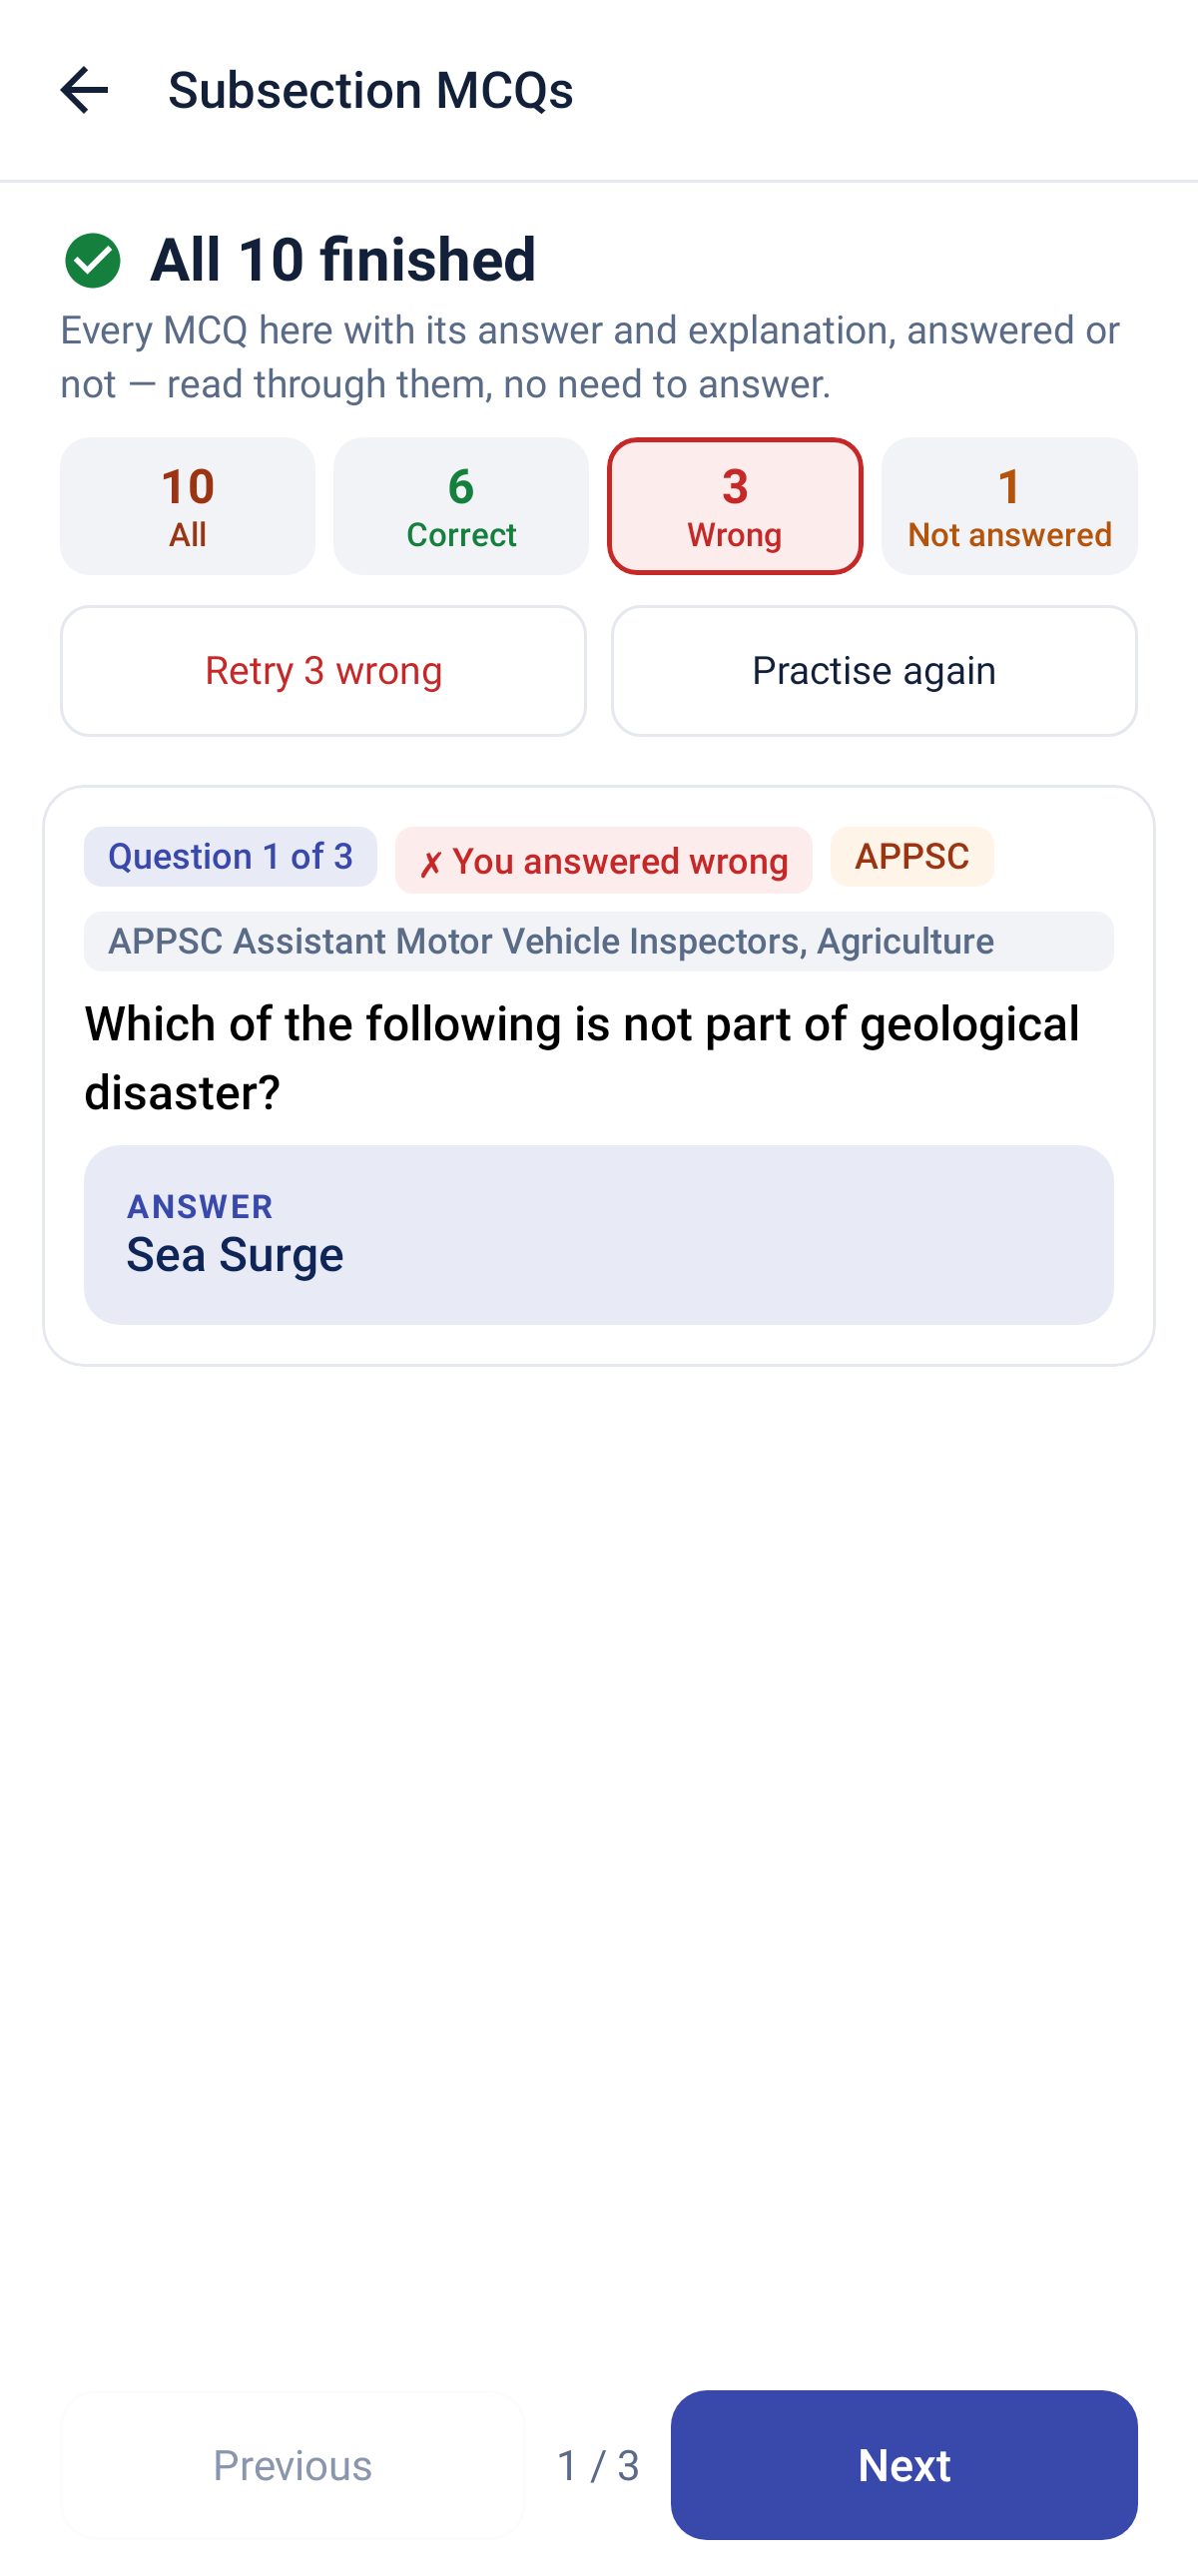 Subsection MCQs
All 10 finished
Every MCQ here with its answer and explanation, answered or
not — read through them, no need to answer.
10
All
6
Correct
3
Wrong
1
Not answered
Retry 3 wrong
Practise again
Question 1 of 3
✗ You answered wrong
APPSC
APPSC Assistant Motor Vehicle Inspectors, Agriculture
Which of the following is not part of geological
disaster?
ANSWER
Sea Surge
Previous
1 / 3
Next